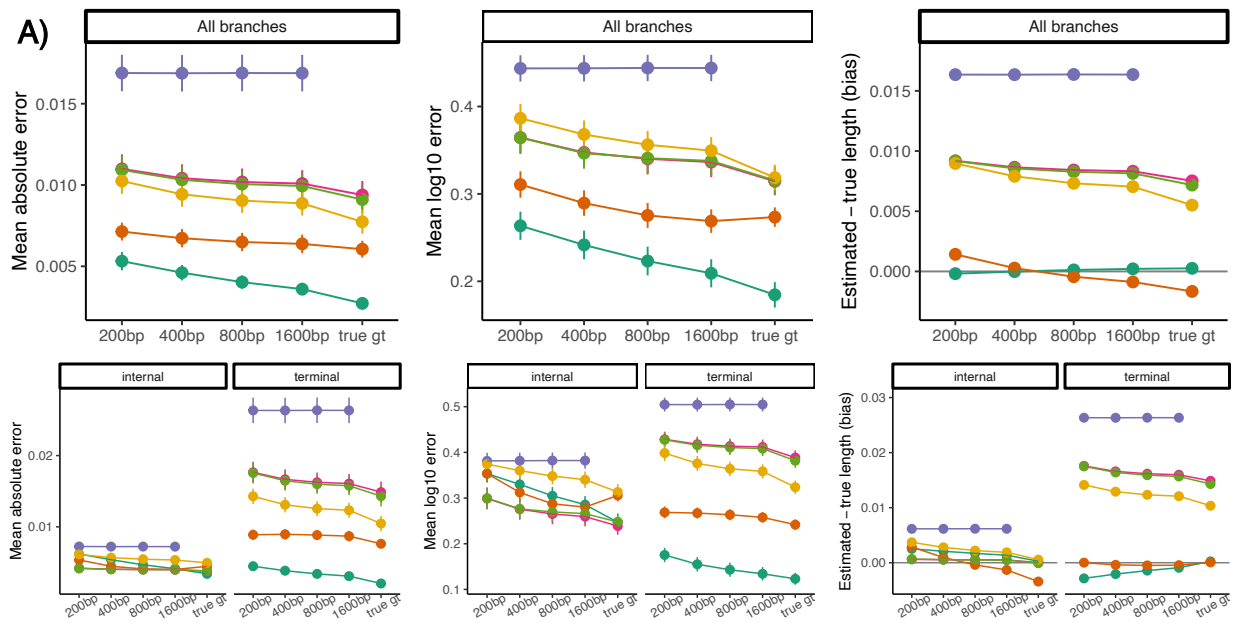 A)
All branches
Mean absolute error
0.015
0.010
0.005
200bp 400bp 800bp 1600bp true gt
All branches
Mean log10 error
0.4
0.3
0.2
200bp 400bp 800bp 1600bp true gt
All branches
Estimated − true length (bias)
0.015
0.010
0.005
0.000
200bp 400bp 800bp 1600bp true gt
internal terminal
Mean absolute error
0.02
0.01
200bp 400bp 800bp 1600bp true gt 200bp 400bp 800bp 1600bp true gt
internal terminal
Mean log10 error
0.5
0.4
0.3
0.2
0.1
200bp 400bp 800bp 1600bp true gt 200bp 400bp 800bp 1600bp true gt
internal terminal
Estimated − true length (bias)
0.03
0.02
0.01
0.00
200bp 400bp 800bp 1600bp true gt 200bp 400bp 800bp 1600bp true gt